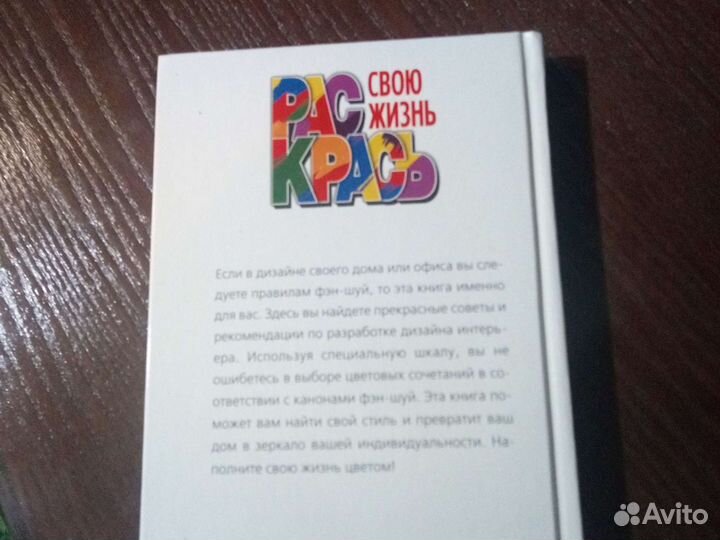 РАС СВОЮ
ЖИЗНЬ
КРАСЬ
Если в дизайне своего дома или офиса вы сле-
дуете правилам фэн-шуй, то эта книга именно
для вас. Здесь вы найдете прекрасные советы и
рекомендации по разработке дизайна интерь-
ера. Используя специальную шкалу, вы не
ошибетесь в выборе цветовых сочетаний в со-
ответствии с канонами фэн-шуй. Эта книга по-
может вам найти свой стиль и превратит ваш
дом в зеркало вашей индивидуальности. На-
полните свою жизнь цветом!
Avito